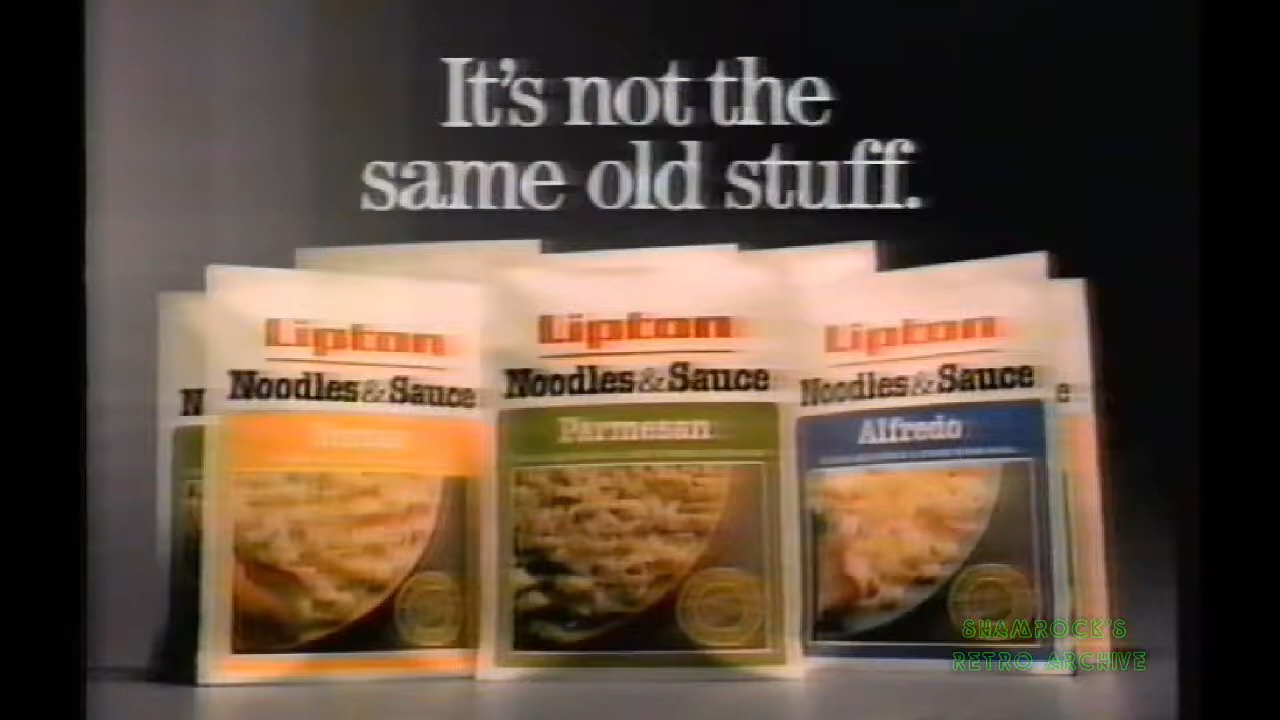 It's not the
same old stuff.
Lipton
Noodles & Sauce
Lipton
Noodles & Sauce
Parmesan
Lipton
Noodles & Sauce
Alfredo
N
e
SHAMROCK'S
RETRO ARCHIVE